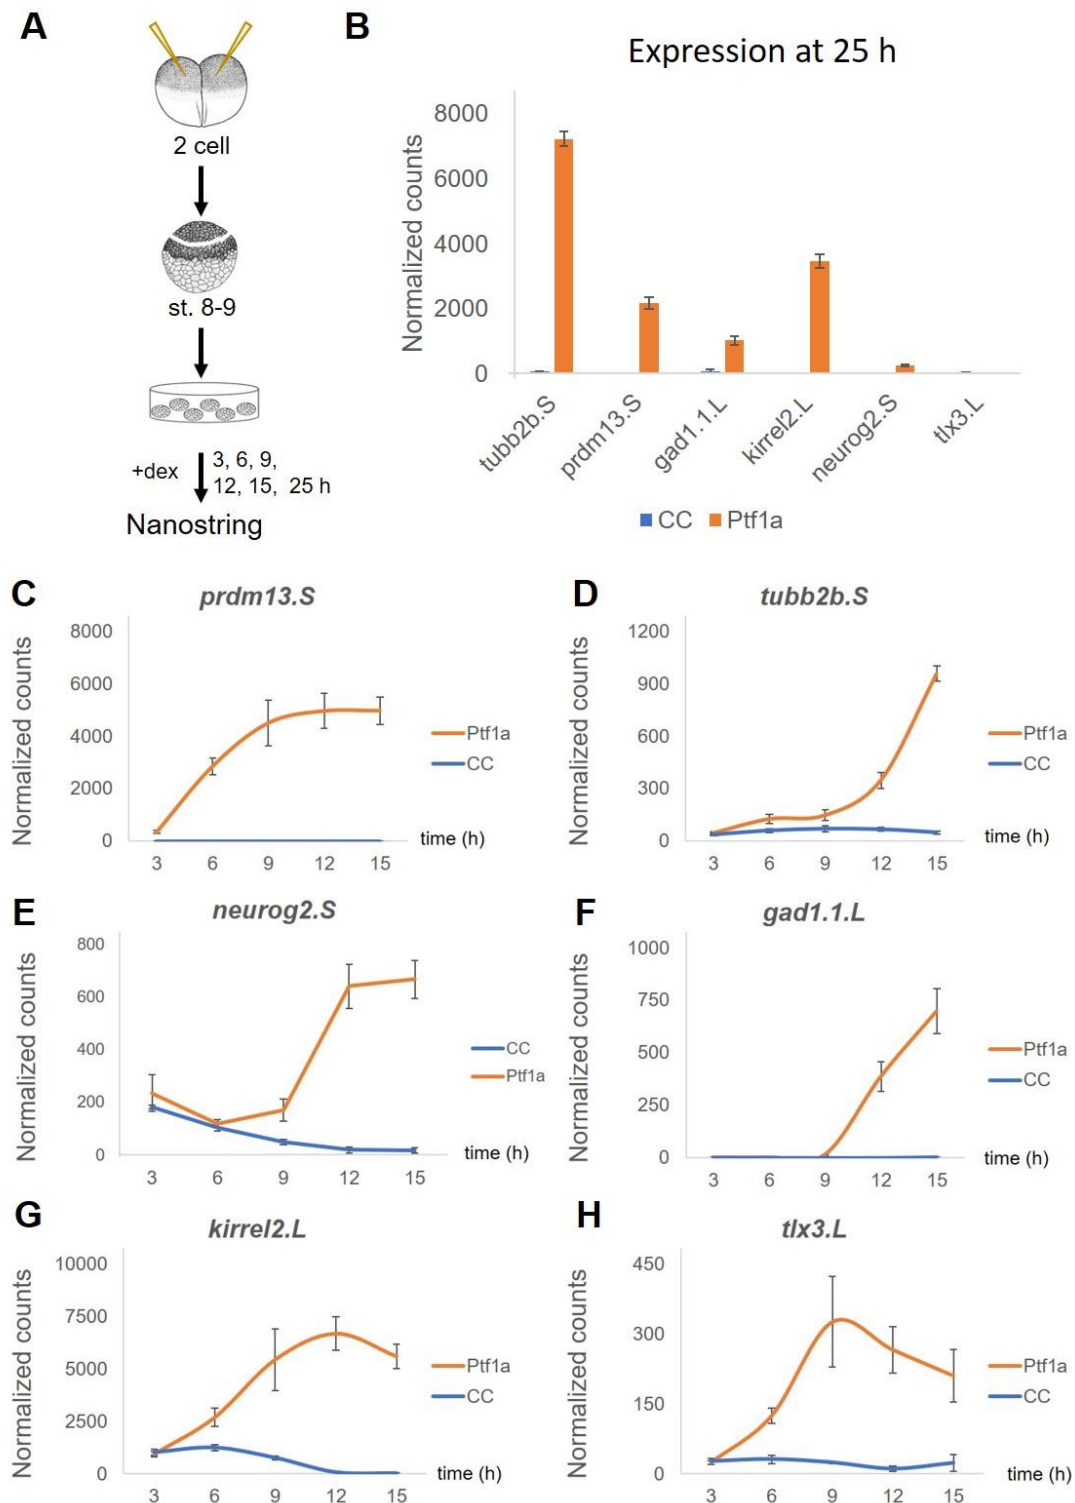 A
2 cell
st. 8-9
+dex
3, 6, 9,
12, 15, 25 h
Nanostring
B
Expression at 25 h
Normalized counts
8000
6000
4000
2000
0
tubb2b.S
prdm13.S
gad1.1.L
kirrel2.L
neurog2.S
tlx3.L
CC
Ptf1a
C
prdm13.S
Normalized counts
8000
6000
4000
2000
0
3 6 9 12 15
time (h)
Ptf1a
CC
D
tubb2b.S
Normalized counts
1200
900
600
300
0
3 6 9 12 15
time (h)
Ptf1a
CC
E
neurog2.S
Normalized counts
800
600
400
200
0
3 6 9 12 15
time (h)
CC
Ptf1a
F
gad1.1.L
Normalized counts
1000
750
500
250
0
3 6 9 12 15
time (h)
Ptf1a
CC
G
kirrel2.L
Normalized counts
10000
7500
5000
2500
0
3 6 9 12 15
time (h)
Ptf1a
CC
H
tlx3.L
Normalized counts
450
300
150
0
3 6 9 12 15
time (h)
Ptf1a
CC